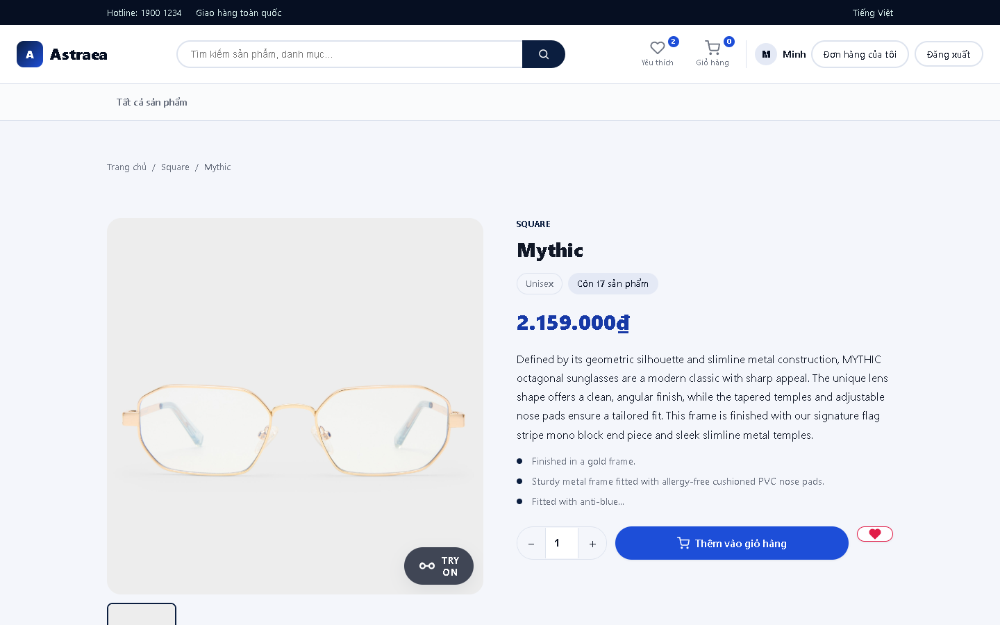 Hotline: 1900 1234 Giao hàng toàn quốc Tiếng Việt
A Astraea
Tìm kiếm sản phẩm, danh mục...
2
Yêu thích
0
Giỏ hàng
M Minh
Đơn hàng của tôi
Đăng xuất
Tất cả sản phẩm
Trang chủ / Square / Mythic
SQUARE
Mythic
Unisex Còn 17 sản phẩm
2.159.000₫
Defined by its geometric silhouette and slimline metal construction, MYTHIC
octagonal sunglasses are a modern classic with sharp appeal. The unique lens
shape offers a clean, angular finish, while the tapered temples and adjustable
nose pads ensure a tailored fit. This frame is finished with our signature flag
stripe mono block end piece and sleek slimline metal temples.
Finished in a gold frame.
Sturdy metal frame fitted with allergy-free cushioned PVC nose pads.
Fitted with anti-blue...
− 1 +
Thêm vào giỏ hàng
TRY
ON